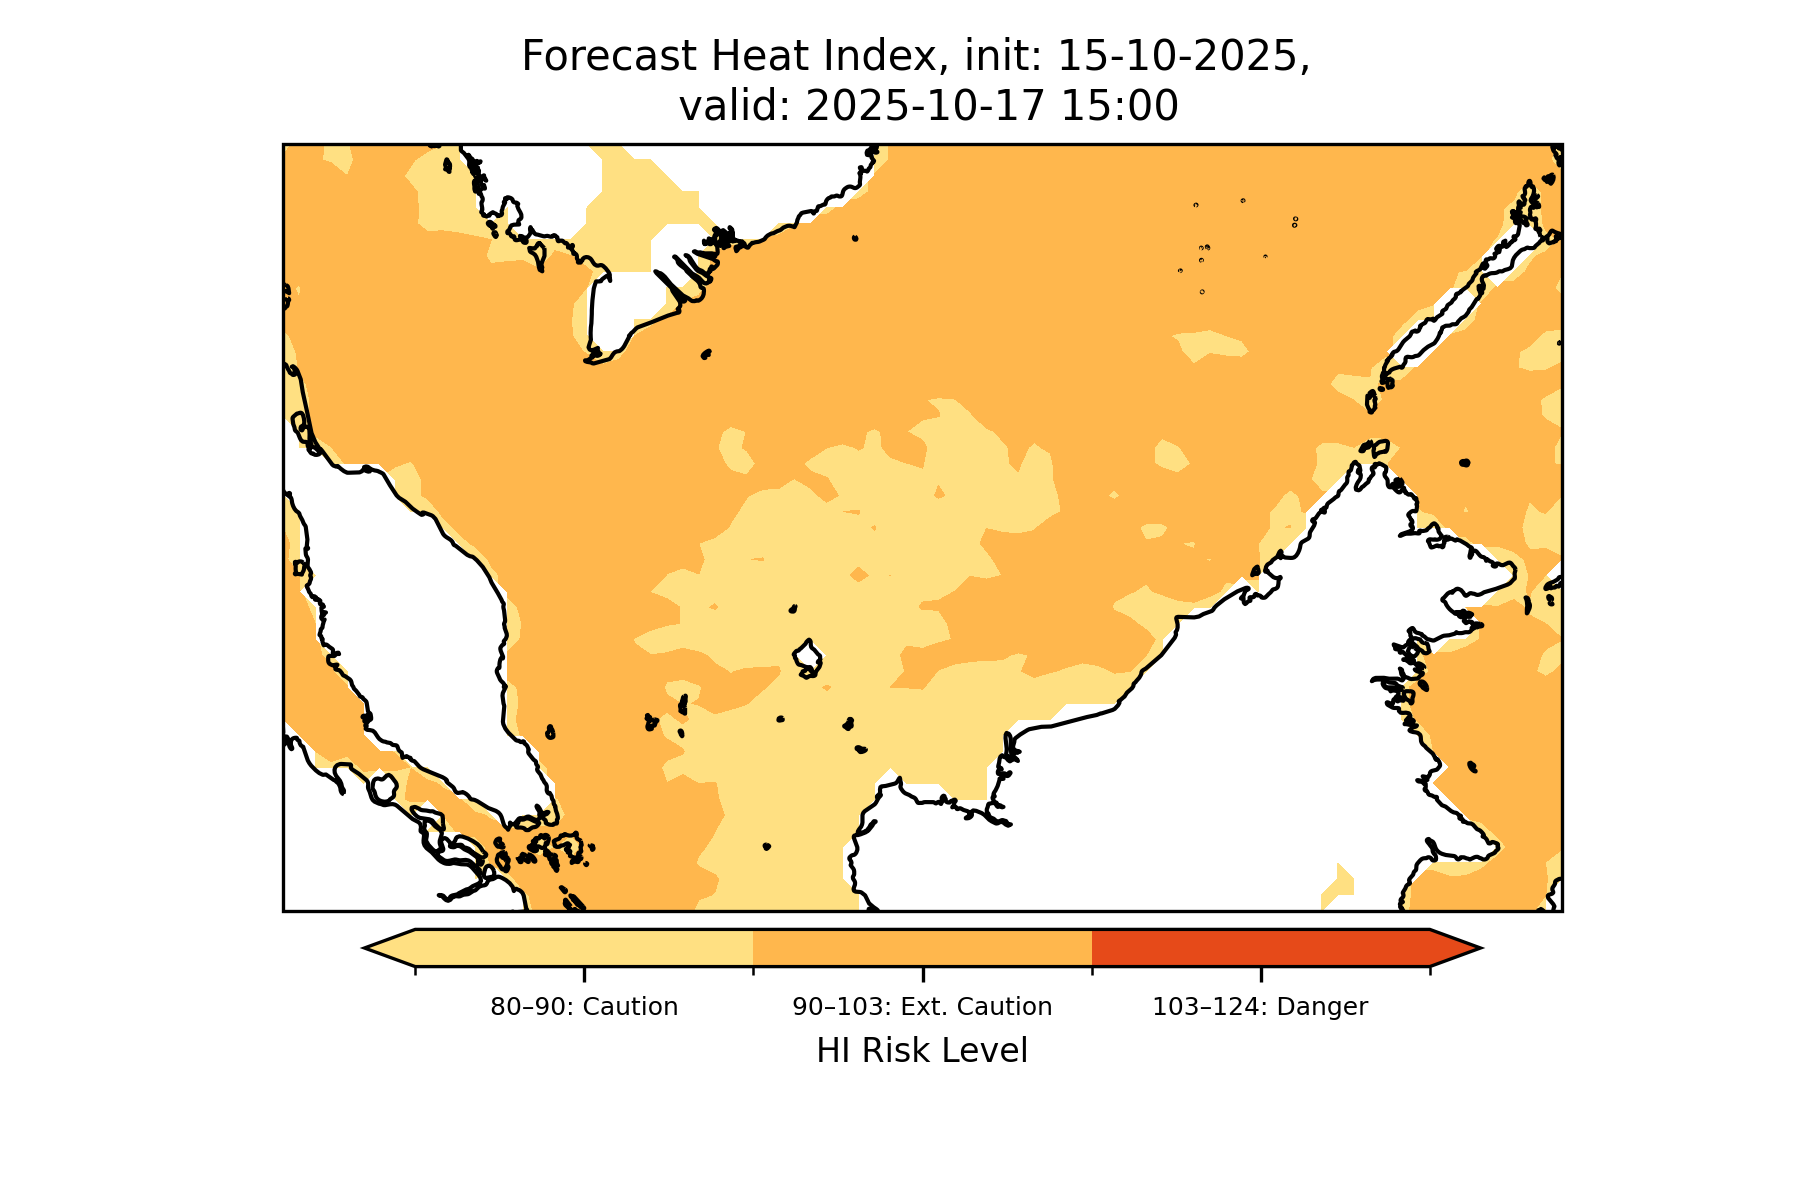 Forecast Heat Index, init: 15-10-2025,
valid: 2025-10-17 15:00
80–90: Caution
90–103: Ext. Caution
103–124: Danger
HI Risk Level